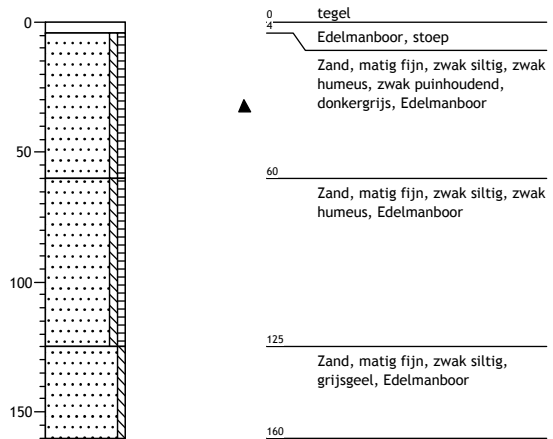 0
50
100
150
0
tegel
4
Edelmanboor, stoep
Zand, matig fijn, zwak siltig, zwak
humeus, zwak puinhoudend,
donkergrijs, Edelmanboor
60
Zand, matig fijn, zwak siltig, zwak
humeus, Edelmanboor
125
Zand, matig fijn, zwak siltig,
grijsgeel, Edelmanboor
160